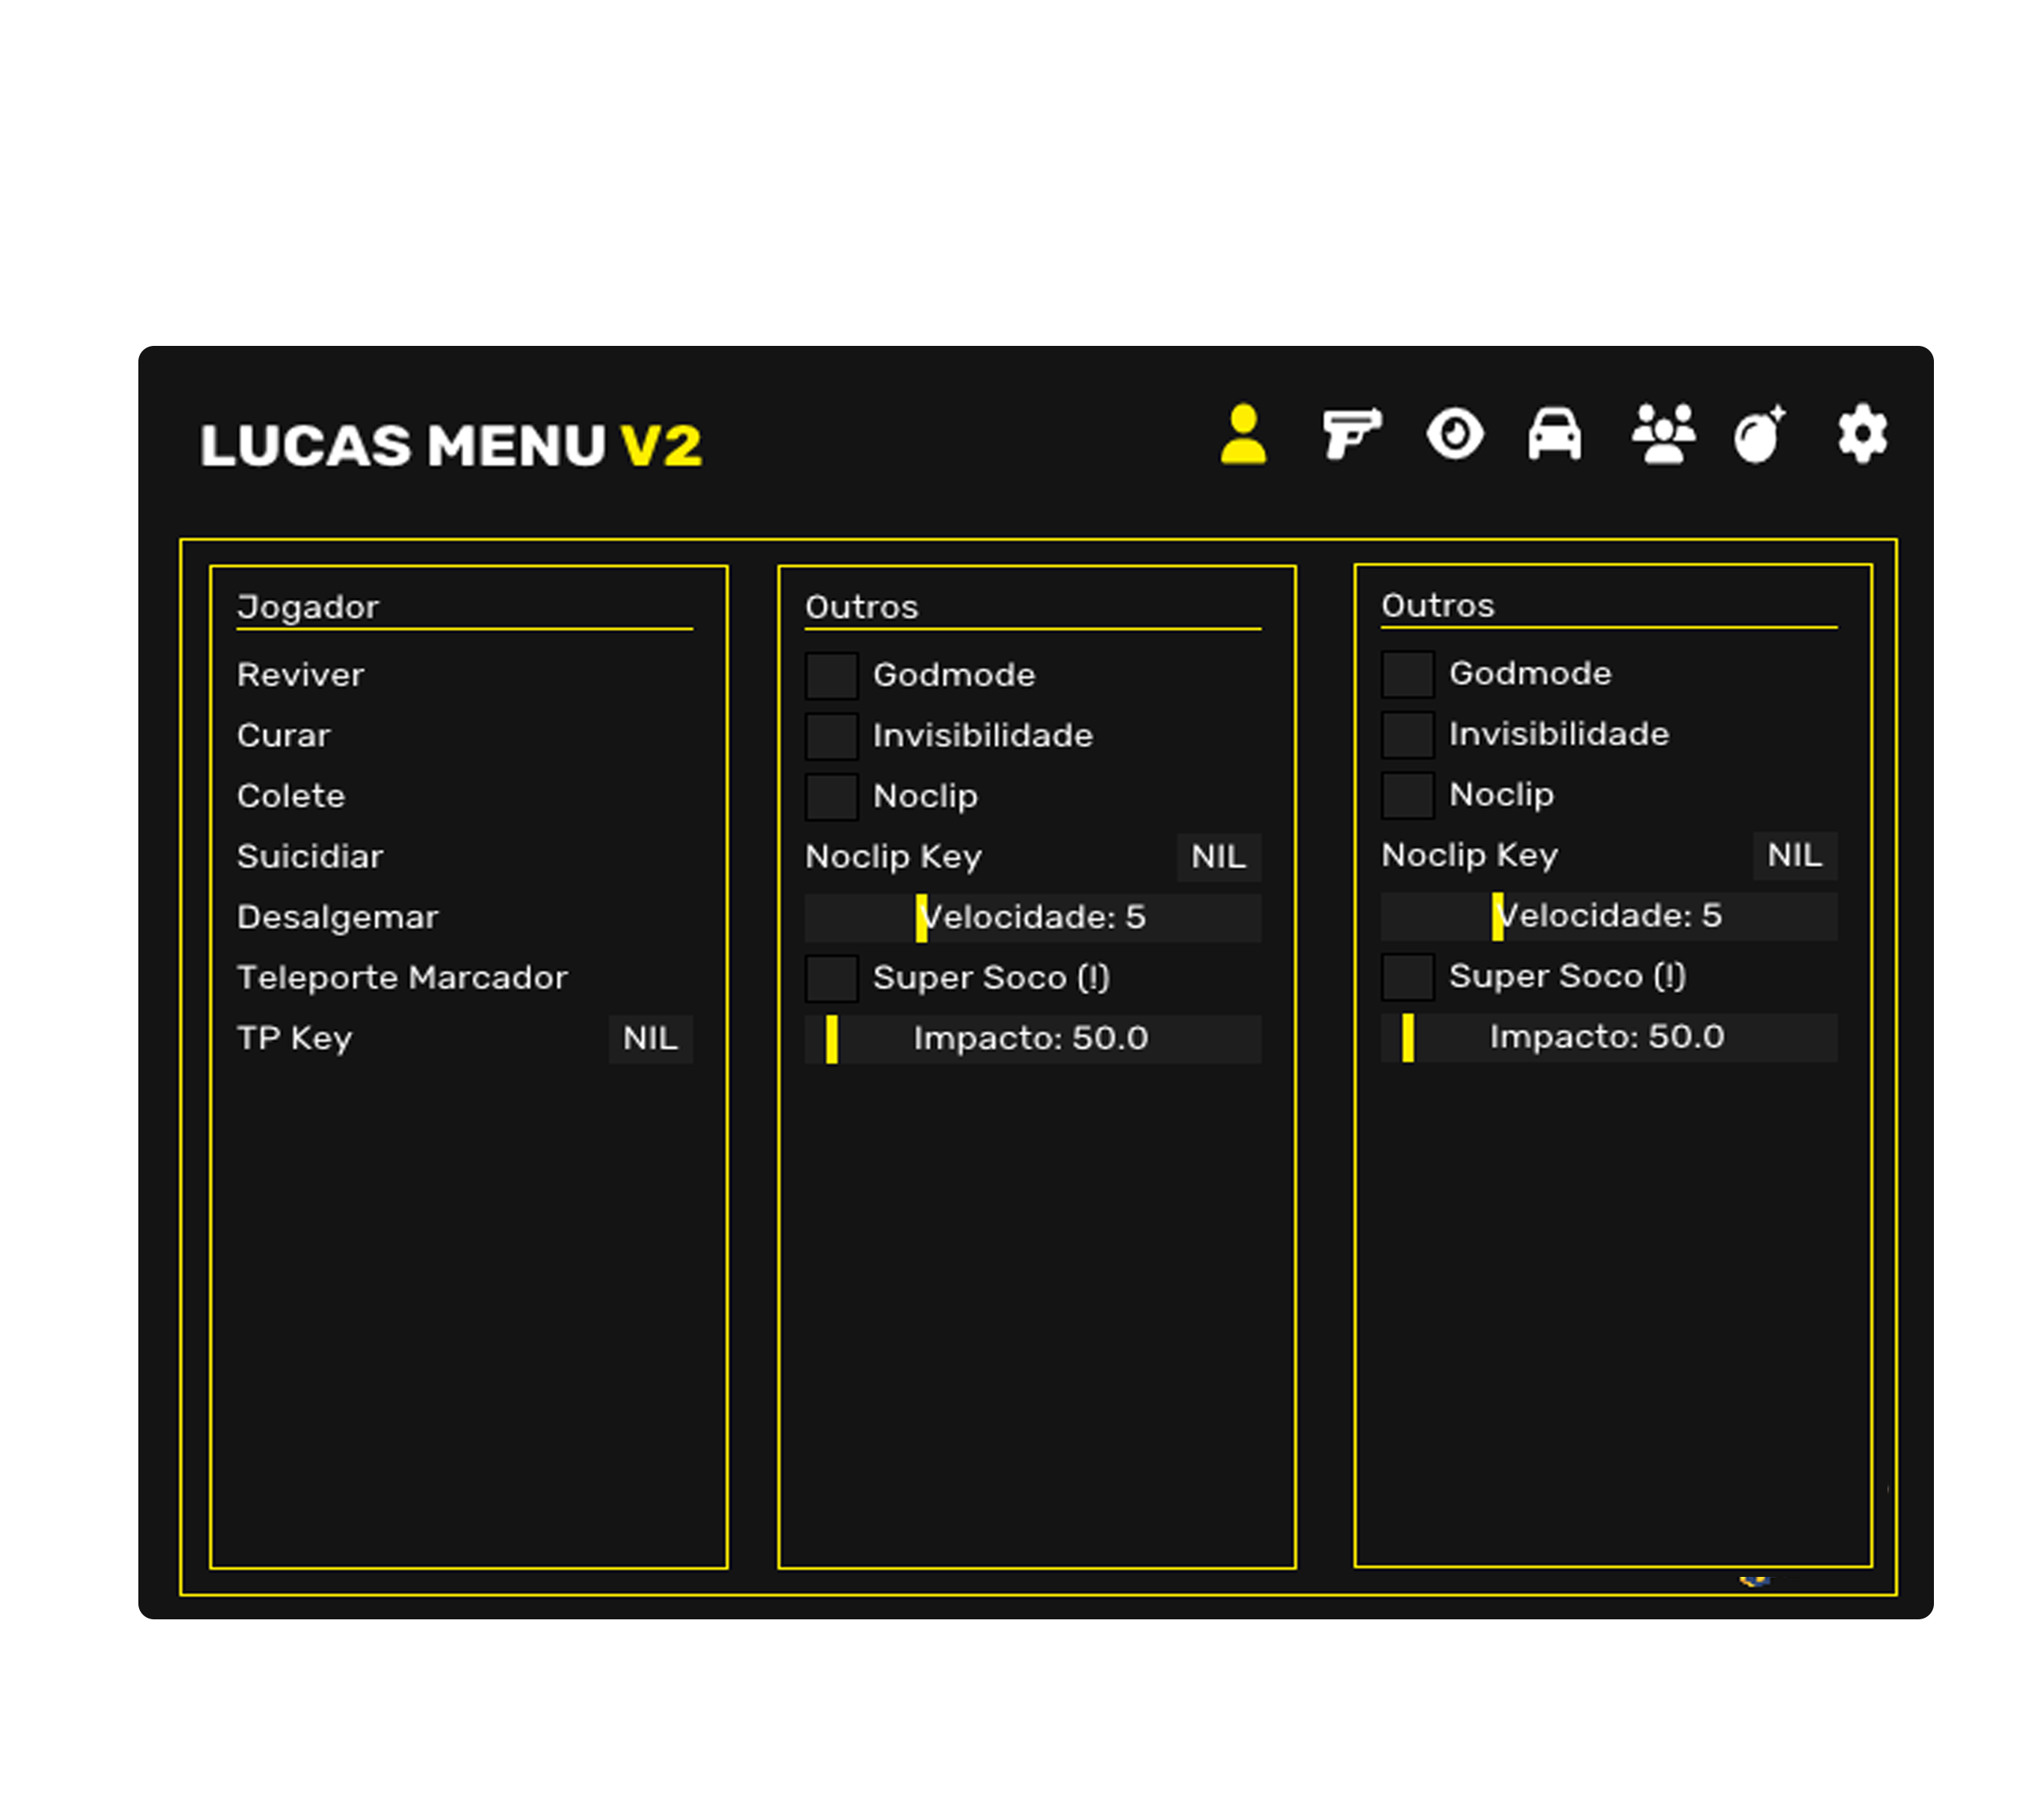 LUCAS MENU V2
Jogador
Reviver
Curar
Colete
Suicidiar
Desalgemar
Teleporte Marcador
TP Key NIL
Outros
Godmode
Invisibilidade
Noclip
Noclip Key NIL
Velocidade: 5
Super Soco (!)
Impacto: 50.0
Outros
Godmode
Invisibilidade
Noclip
Noclip Key NIL
Velocidade: 5
Super Soco (!)
Impacto: 50.0